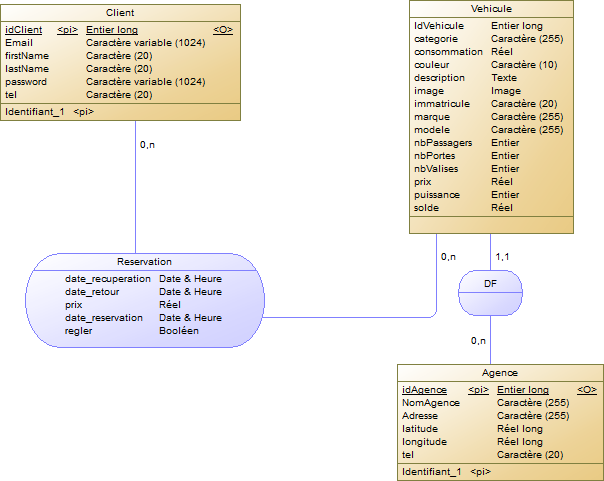 Client
idClient <pi> Entier long <O>
Email Caractère variable (1024)
firstName Caractère (20)
lastName Caractère (20)
password Caractère variable (1024)
tel Caractère (20)
Identifiant_1 <pi>
Vehicule
IdVehicule Entier long
categorie Caractère (255)
consommation Réel
couleur Caractère (10)
description Texte
image Image
immatricule Caractère (20)
marque Caractère (255)
modele Caractère (255)
nbPassagers Entier
nbPortes Entier
nbValises Entier
prix Réel
puissance Entier
solde Réel
0,n
0,n
1,1
Reservation
date_recuperation Date & Heure
date_retour Date & Heure
prix Réel
date_reservation Date & Heure
regler Booléen
DF
0,n
Agence
idAgence <pi> Entier long <O>
NomAgence Caractère (255)
Adresse Caractère (255)
latitude Réel long
longitude Réel long
tel Caractère (20)
Identifiant_1 <pi>